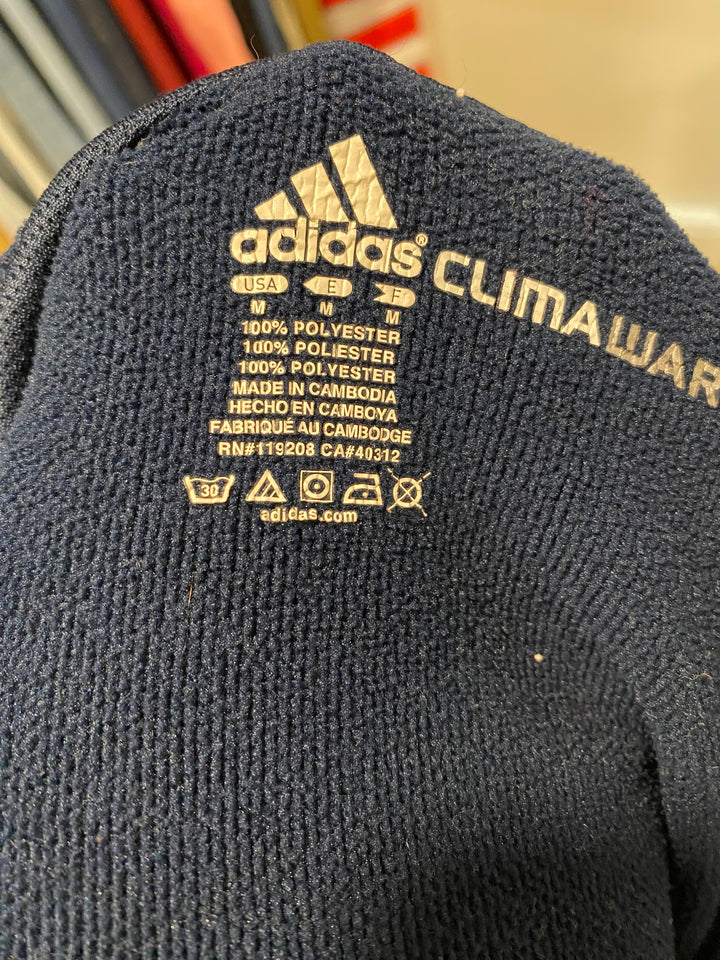 adidas® CLIMAWAR
USA E F
M M M
100% POLYESTER
100% POLIESTER
100% POLYESTER
MADE IN CAMBODIA
HECHO EN CAMBOYA
FABRIQUÉ AU CAMBODGE
RN#119208 CA#40312
30
adidas.com